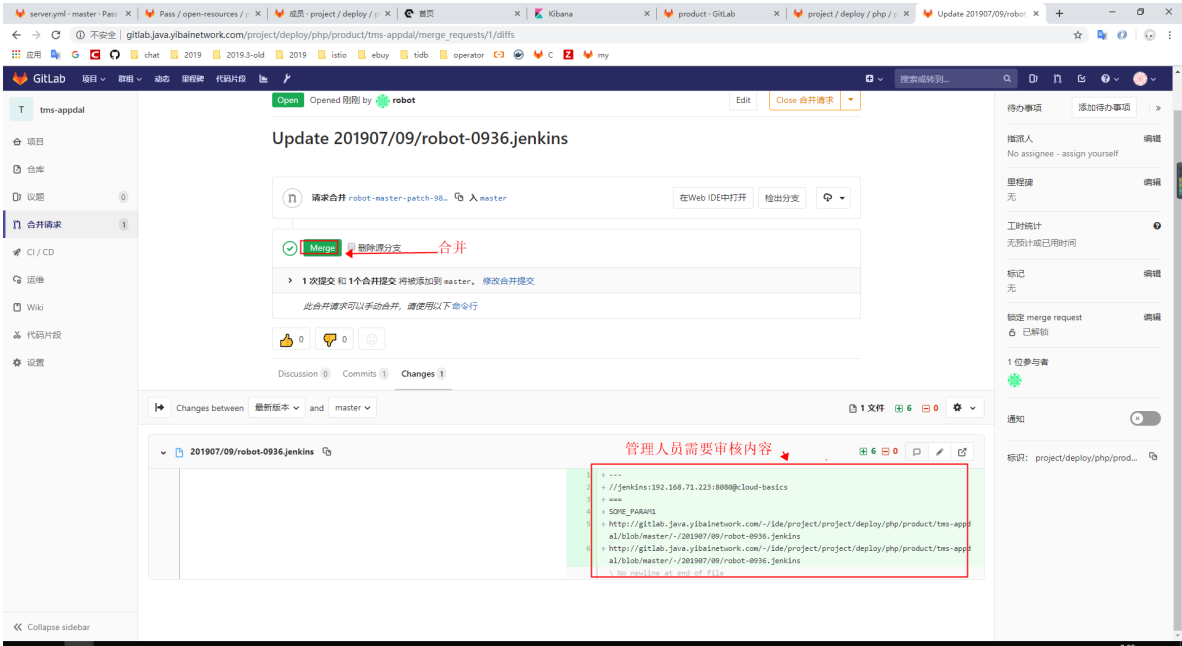 server.yml · master · Pass
Pass / open-resources / p
成员 · project / deploy / p
首页
Kibana
product · GitLab
project / deploy / php / p
Update 201907/09/robot
不安全 | gitlab.java.yibainetwork.com/project/deploy/php/product/tms-appdal/merge_requests/1/diffs
应用 G C chat 2019 2019.3-old 2019 istio ebuy tidb operator C Z my
GitLab 项目 群组 动态 里程碑 代码片段 搜索或转到...
T tms-appdal
项目
仓库
议题 0
合并请求 1
CI / CD
运维
Wiki
代码片段
设置
Collapse sidebar
Open Opened 刚刚 by robot Edit Close 合并请求
Update 201907/09/robot-0936.jenkins
请求合并 robot-master-patch-98… 入 master 在Web IDE中打开 检出分支
Merge 删除源分支 合并
1 次提交 和 1个合并提交 将被添加到 master。 修改合并提交
此合并请求可以手动合并，请使用以下 命令行
0 0
Discussion 0 Commits 1 Changes 1
Changes between 最新版本 and master 1 文件 6 0
201907/09/robot-0936.jenkins 管理人员需要审核内容 6 0
1 + ---
2 + //jenkins:192.168.71.223:8080@cloud-basics
3 + ===
4 + SOME_PARAM1
5 + http://gitlab.java.yibainetwork.com/-/ide/project/project/deploy/php/product/tms-appd
al/blob/master/-/201907/09/robot-0936.jenkins
6 + http://gitlab.java.yibainetwork.com/-/ide/project/project/deploy/php/product/tms-appd
al/blob/master/-/201907/09/robot-0936.jenkins
\ No newline at end of file
待办事项 添加待办事项 »
指派人 编辑
No assignee - assign yourself
里程碑 编辑
无
工时统计
无预计或已用时间
标记 编辑
无
锁定 merge request 编辑
已解锁
1 位参与者
通知
标识： project/deploy/php/prod...